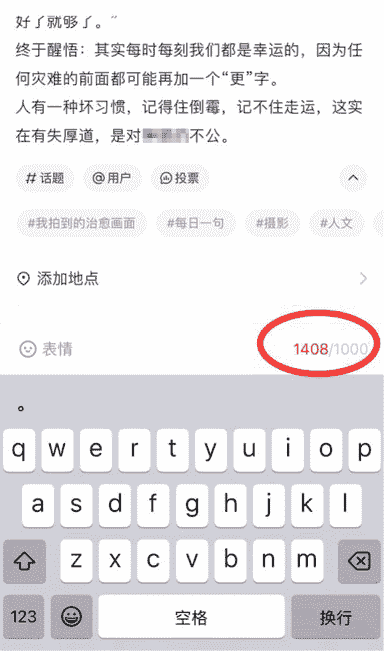 好了就够了。”
终于醒悟：其实每时每刻我们都是幸运的，因为任
何灾难的前面都可能再加一个“更”字。
人有一种坏习惯，记得住倒霉，记不住走运，这实
在有失厚道，是对不公。
#话题 @用户 投票
#我拍到的治愈画面 #每日一句 #摄影 #人文
添加地点
表情 1408/1000
。
q w e r t y u i o p
a s d f g h j k l
z x c v b n m
123 空格 换行